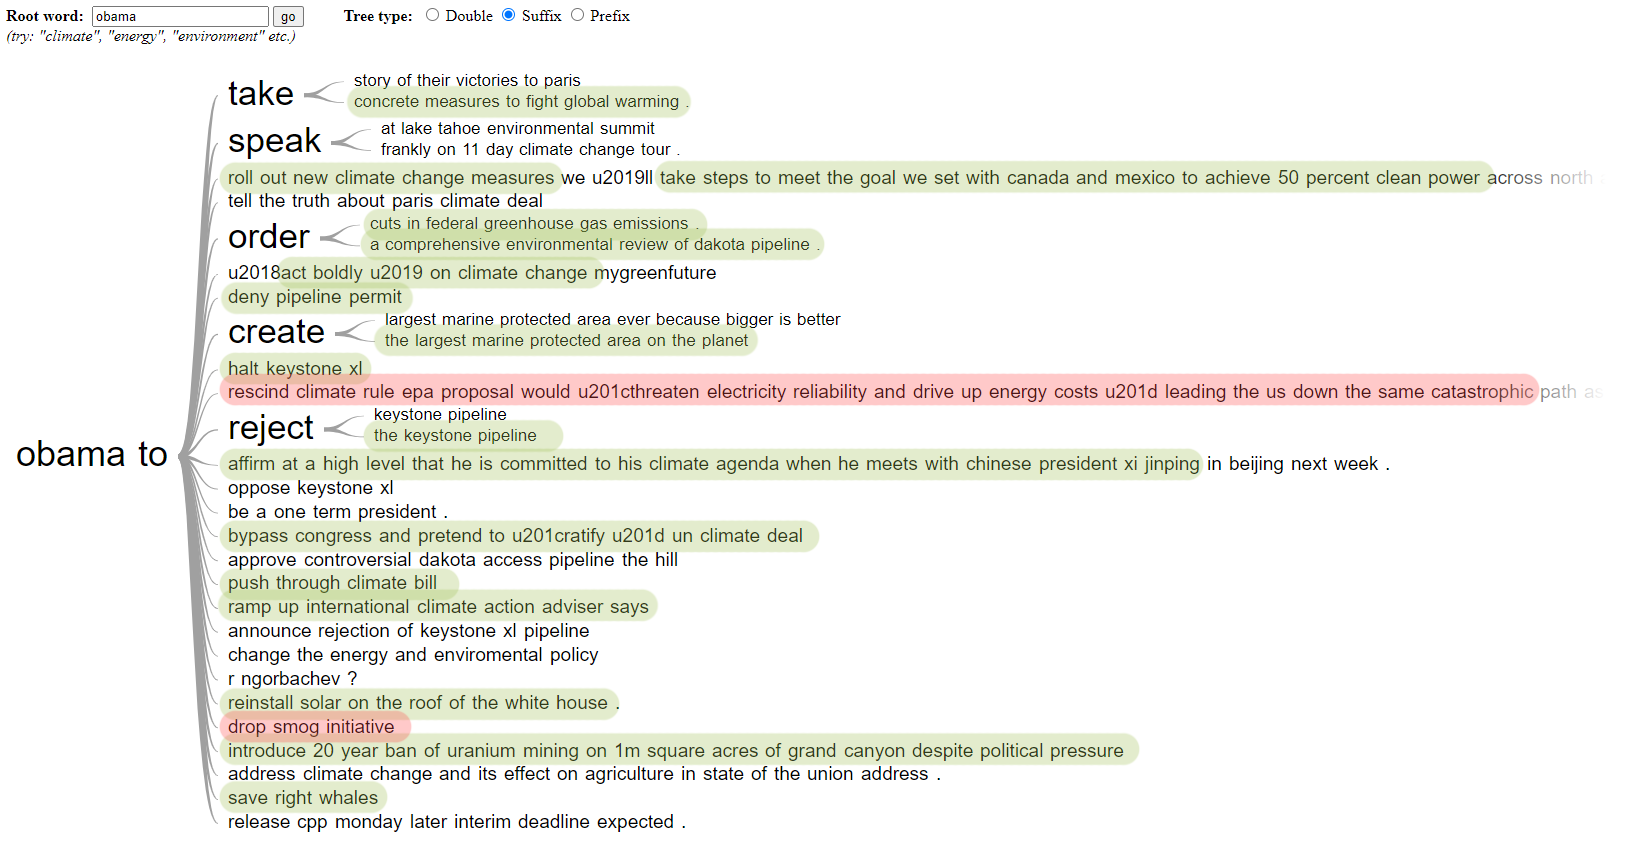 Root word: obama go Tree type: Double Suffix Prefix
(try: "climate", "energy", "environment" etc.)
obama to
take
story of their victories to paris
concrete measures to fight global warming .
speak
at lake tahoe environmental summit
frankly on 11 day climate change tour .
roll out new climate change measures we u2019ll take steps to meet the goal we set with canada and mexico to achieve 50 percent clean power across north
tell the truth about paris climate deal
order
cuts in federal greenhouse gas emissions .
a comprehensive environmental review of dakota pipeline .
u2018act boldly u2019 on climate change mygreenfuture
deny pipeline permit
create
largest marine protected area ever because bigger is better
the largest marine protected area on the planet
halt keystone xl
rescind climate rule epa proposal would u201cthreaten electricity reliability and drive up energy costs u201d leading the us down the same catastrophic path as
reject
keystone pipeline
the keystone pipeline
affirm at a high level that he is committed to his climate agenda when he meets with chinese president xi jinping in beijing next week .
oppose keystone xl
be a one term president .
bypass congress and pretend to u201cratify u201d un climate deal
approve controversial dakota access pipeline the hill
push through climate bill
ramp up international climate action adviser says
announce rejection of keystone xl pipeline
change the energy and enviromental policy
r ngorbachev ?
reinstall solar on the roof of the white house .
drop smog initiative
introduce 20 year ban of uranium mining on 1m square acres of grand canyon despite political pressure
address climate change and its effect on agriculture in state of the union address .
save right whales
release cpp monday later interim deadline expected .